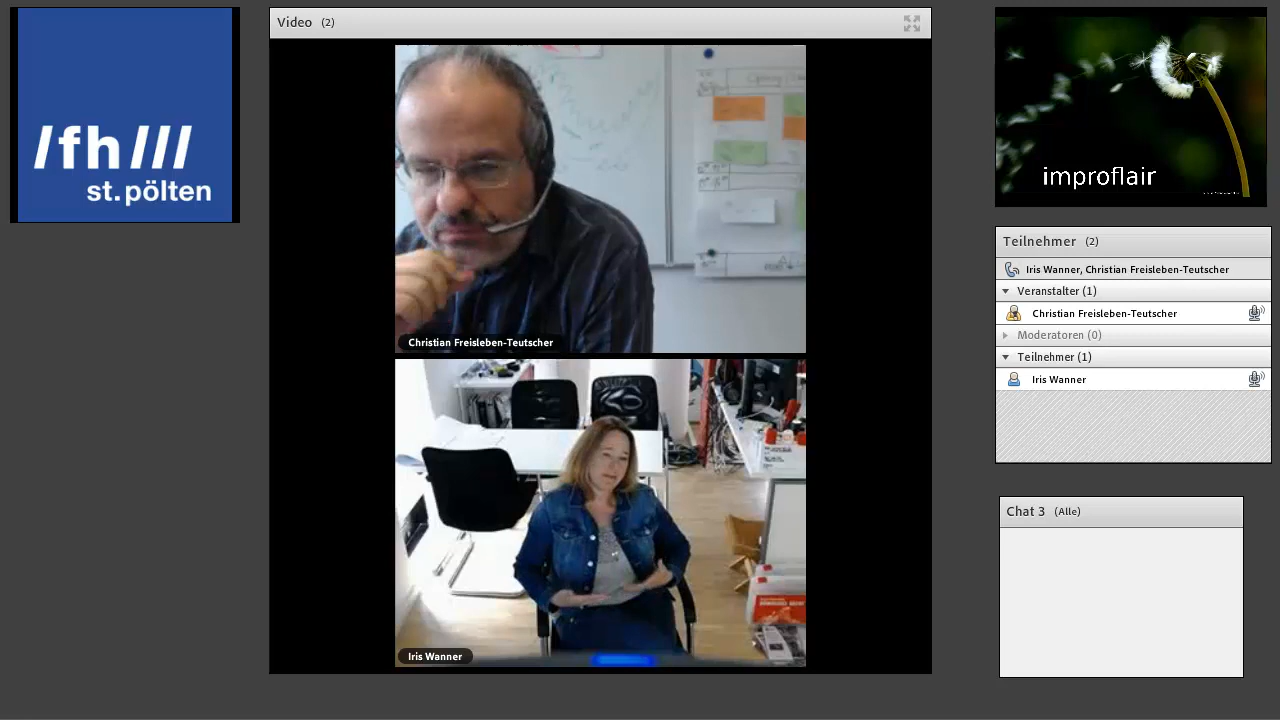 /fh///
st.pölten
Video (2)
Christian Freisleben-Teutscher
Iris Wanner
improflair
Teilnehmer (2)
Iris Wanner, Christian Freisleben-Teutscher
Veranstalter (1)
Christian Freisleben-Teutscher
Moderatoren (0)
Teilnehmer (1)
Iris Wanner
Chat 3 (Alle)